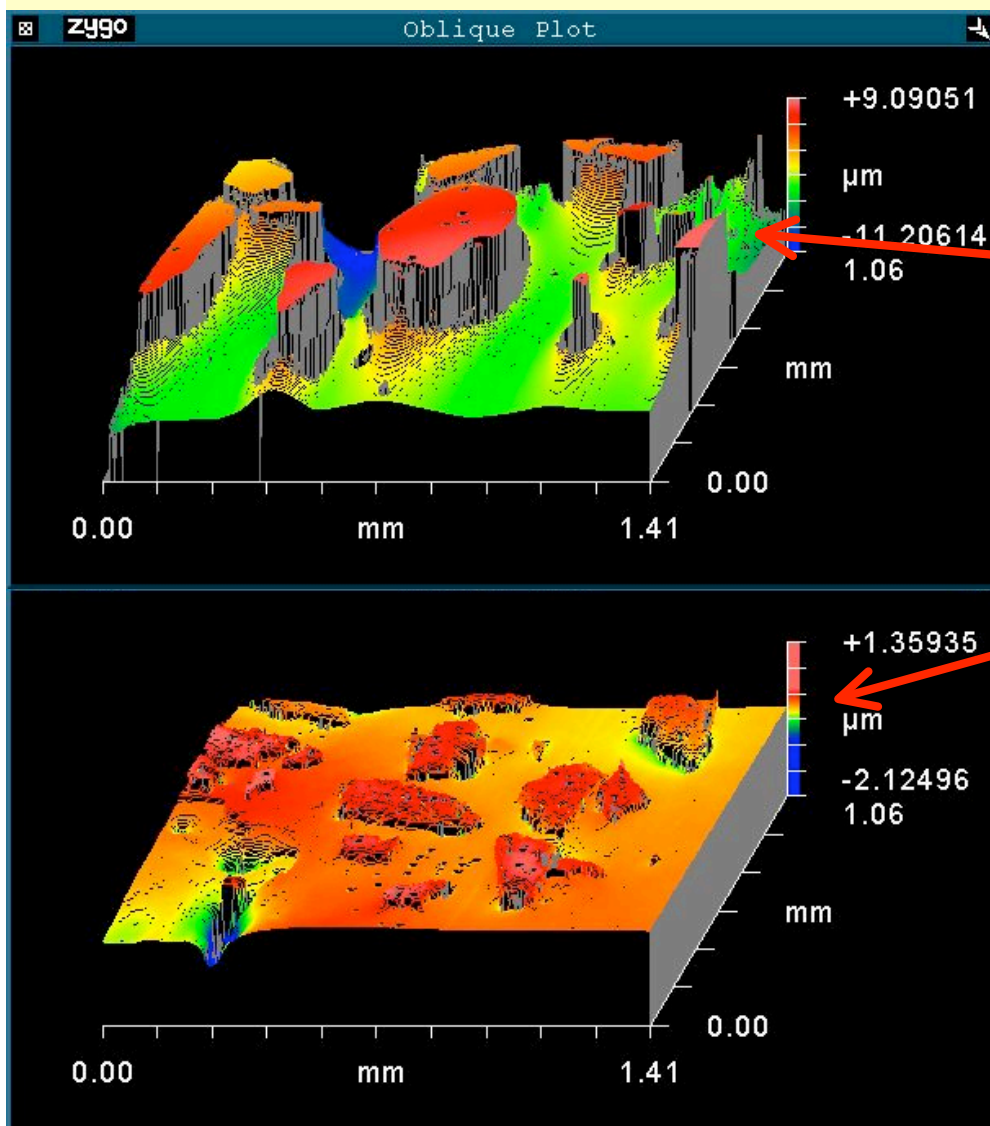 zygo Oblique Plot
+9.09051
µm
-11.20614
1.06
mm
0.00
0.00 mm 1.41
+1.35935
µm
-2.12496
1.06
mm
0.00
0.00 mm 1.41